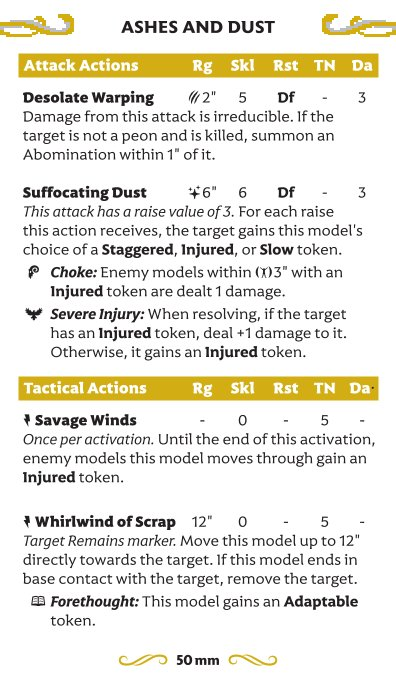 ASHES AND DUST
Attack Actions Rg Skl Rst TN Da
Desolate Warping 2" 5 Df - 3
Damage from this attack is irreducible. If the
target is not a peon and is killed, summon an
Abomination within 1" of it.
Suffocating Dust 6" 6 Df - 3
This attack has a raise value of 3. For each raise
this action receives, the target gains this model's
choice of a Staggered, Injured, or Slow token.
Choke: Enemy models within 3" with an
Injured token are dealt 1 damage.
Severe Injury: When resolving, if the target
has an Injured token, deal +1 damage to it.
Otherwise, it gains an Injured token.
Tactical Actions Rg Skl Rst TN Da
Savage Winds - 0 - 5 -
Once per activation. Until the end of this activation,
enemy models this model moves through gain an
Injured token.
Whirlwind of Scrap 12" 0 - 5 -
Target Remains marker. Move this model up to 12"
directly towards the target. If this model ends in
base contact with the target, remove the target.
Forethought: This model gains an Adaptable
token.
50 mm